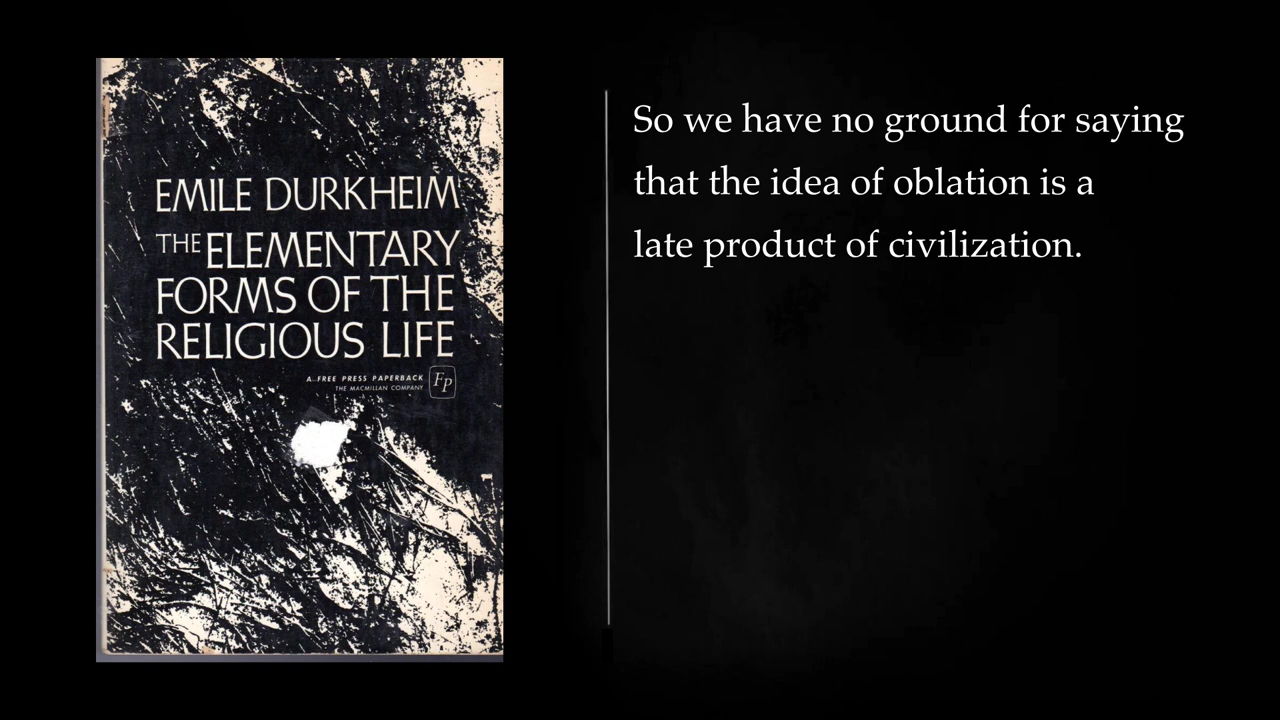 EMILE DURKHEIM
THE ELEMENTARY
FORMS OF THE
RELIGIOUS LIFE
A FREE PRESS PAPERBACK
THE MACMILLAN COMPANY
Fp
So we have no ground for saying
that the idea of oblation is a
late product of civilization.